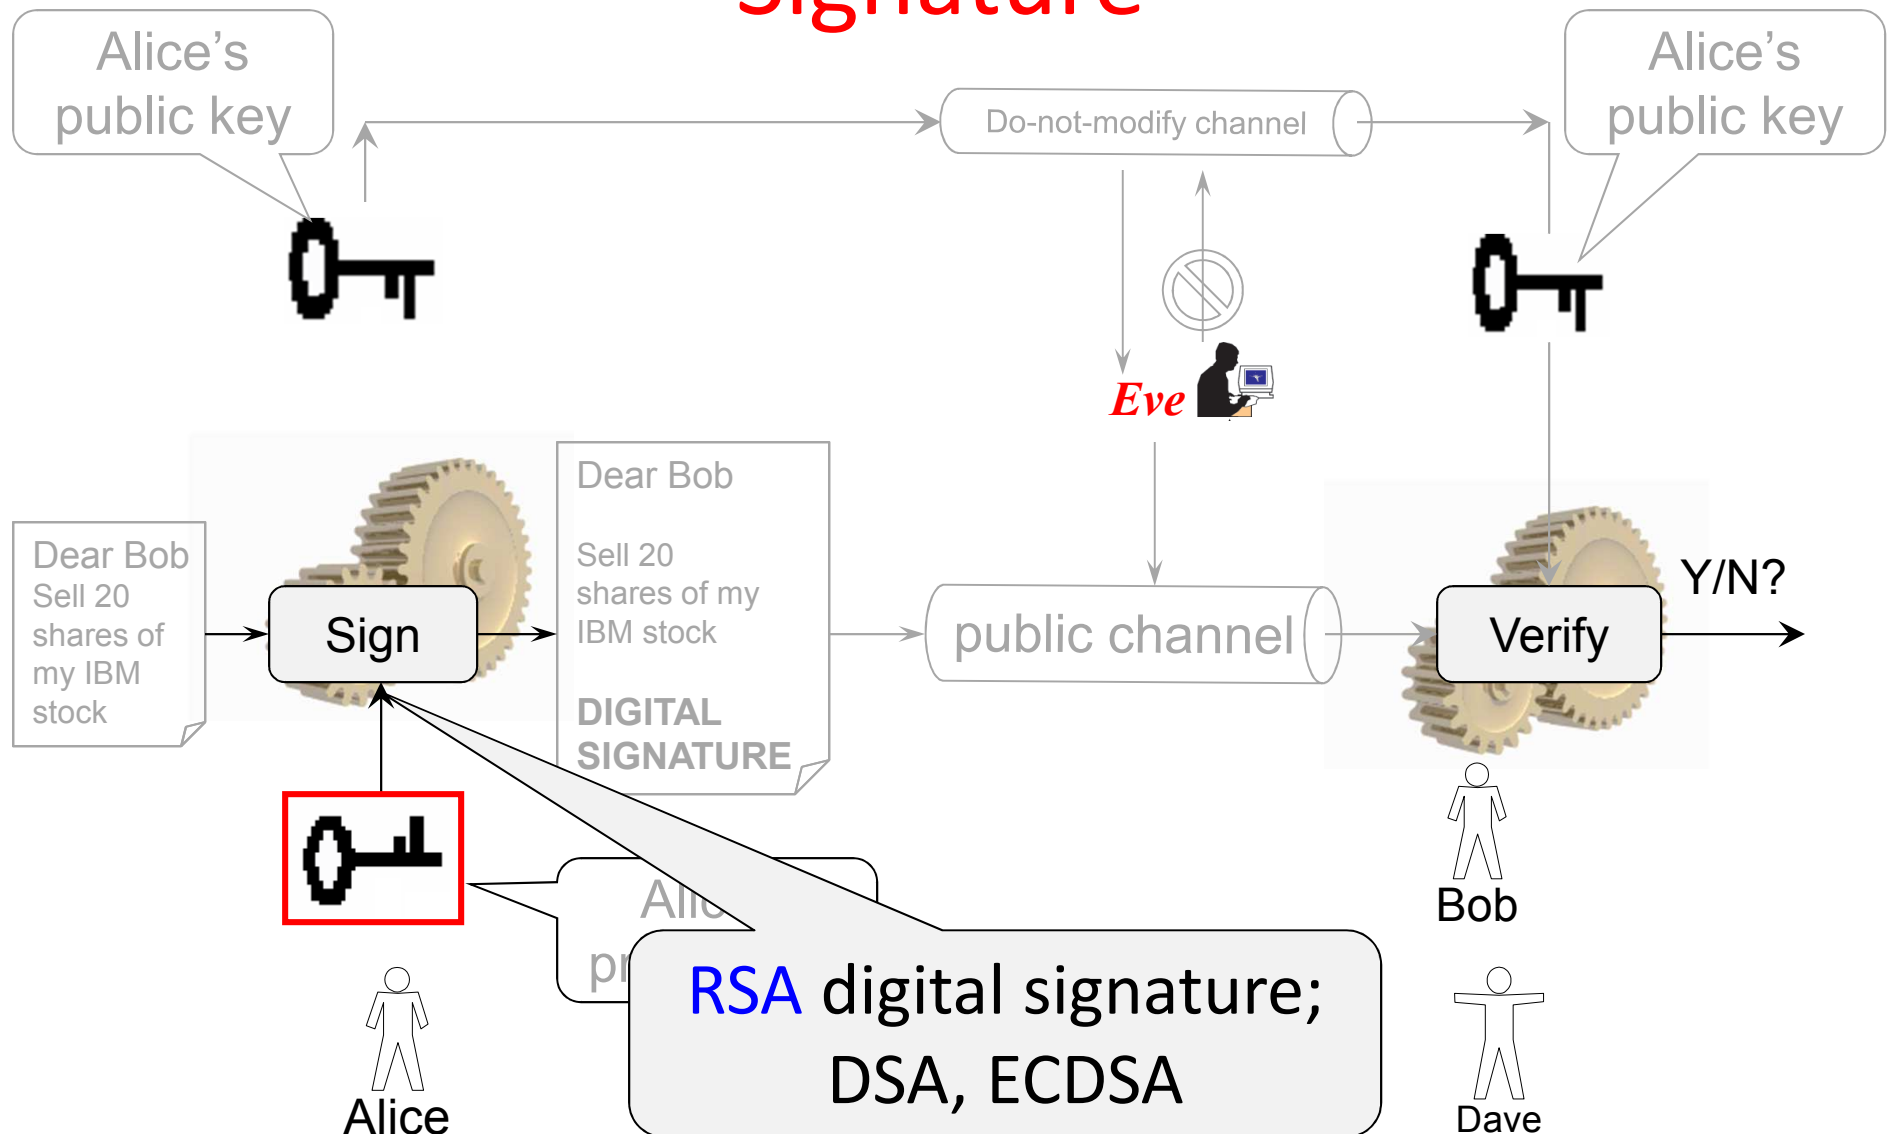 Signature
Alice’s
public key
Do-not-modify channel
Alice’s
public key
Eve
Dear Bob
Sell 20
shares of
my IBM
stock
Sign
Dear Bob
Sell 20
shares of my
IBM stock
DIGITAL
SIGNATURE
public channel
Verify
Y/N?
RSA digital signature;
DSA, ECDSA
Alice
Bob
Dave